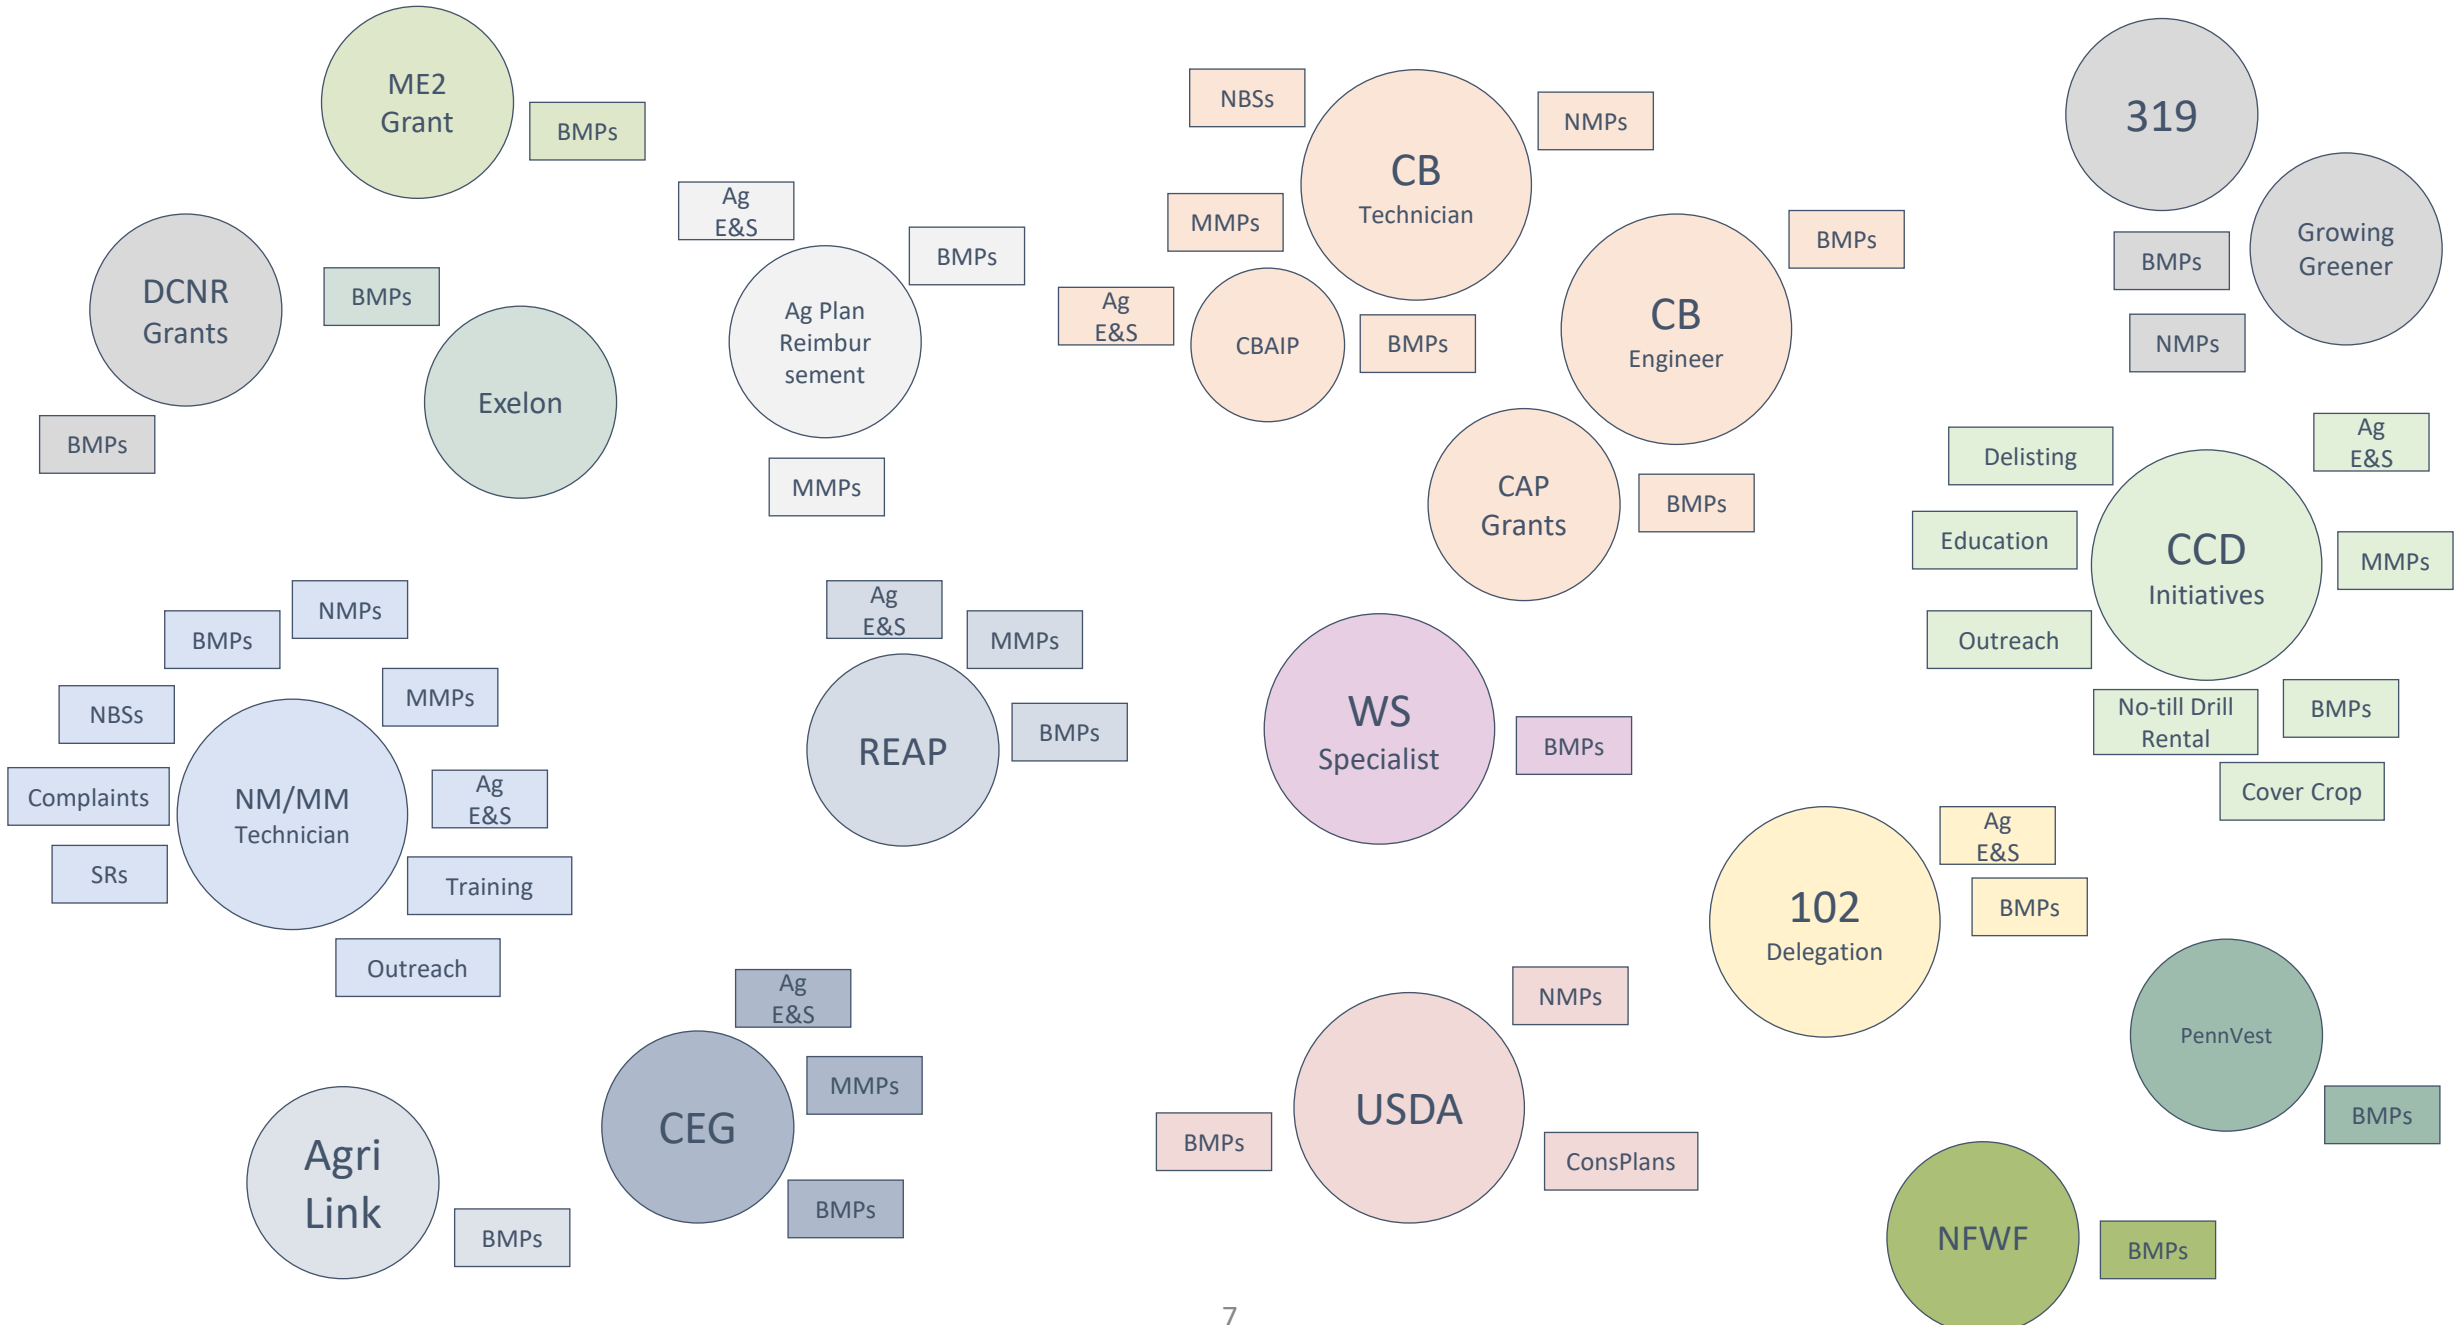 ME2
Grant
BMPs
DCNR
Grants
BMPs
BMPs
Exelon
Ag
E&S
BMPs
Ag Plan
Reimbur
sement
MMPs
NBSs
CB
Technician
NMPs
MMPs
Ag
E&S
CBAIP
BMPs
CB
Engineer
BMPs
CAP
Grants
BMPs
319
Growing
Greener
BMPs
NMPs
Delisting
Ag
E&S
Education
CCD
Initiatives
MMPs
Outreach
No-till Drill
Rental
BMPs
Cover Crop
NMPs
BMPs
MMPs
NBSs
Complaints
NM/MM
Technician
Ag
E&S
SRs
Training
Outreach
Ag
E&S
MMPs
REAP
BMPs
WS
Specialist
BMPs
102
Delegation
Ag
E&S
BMPs
Ag
E&S
CEG
MMPs
BMPs
Agri
Link
BMPs
NMPs
USDA
BMPs
ConsPlans
PennVest
BMPs
NFWF
BMPs
7